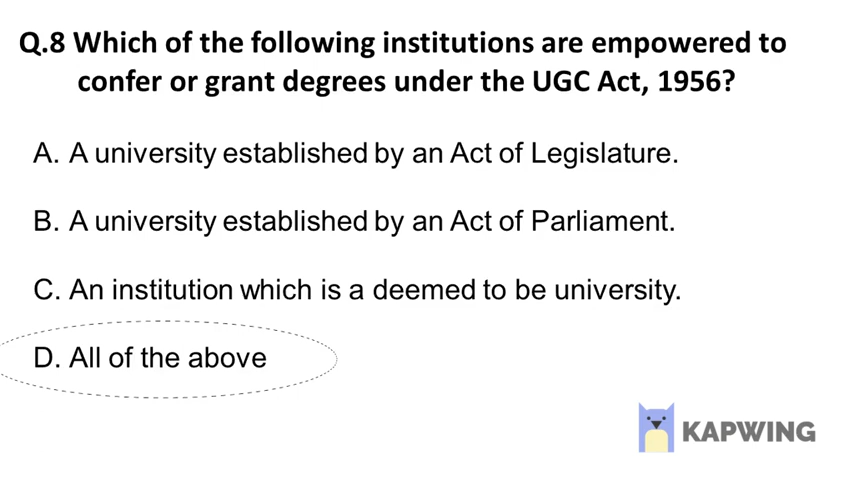 Q.8 Which of the following institutions are empowered to
confer or grant degrees under the UGC Act, 1956?
A. A university established by an Act of Legislature.
B. A university established by an Act of Parliament.
C. An institution which is a deemed to be university.
D. All of the above
KAPWING